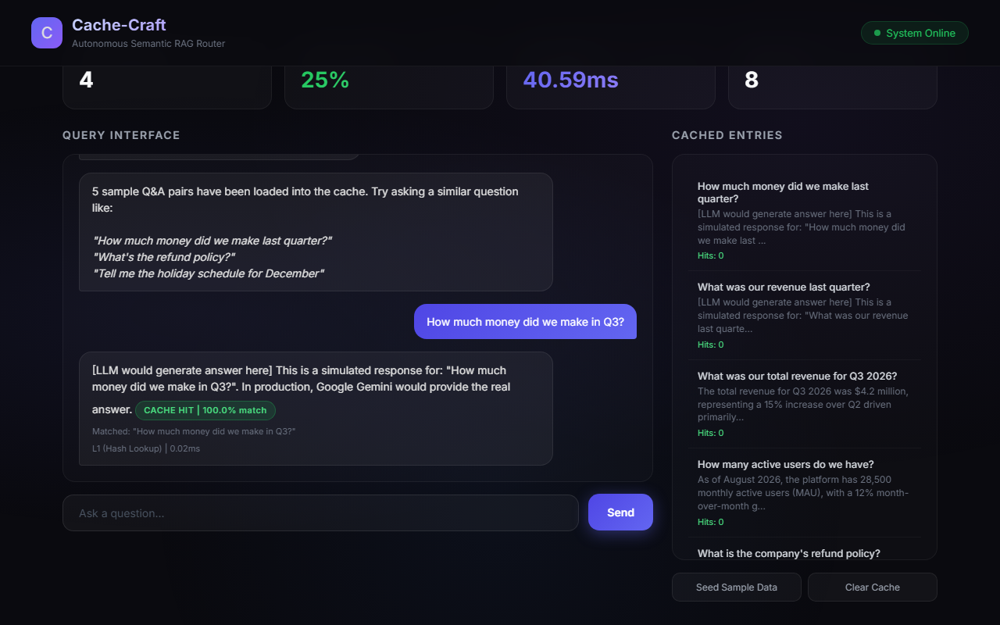 C
Cache-Craft
Autonomous Semantic RAG Router
System Online
4
25%
40.59ms
8
QUERY INTERFACE
5 sample Q&A pairs have been loaded into the cache. Try asking a similar question
like:
"How much money did we make last quarter?"
"What's the refund policy?"
"Tell me the holiday schedule for December"
How much money did we make in Q3?
[LLM would generate answer here] This is a simulated response for: "How much
money did we make in Q3?". In production, Google Gemini would provide the real
answer. CACHE HIT | 100.0% match
Matched: "How much money did we make in Q3?"
L1 (Hash Lookup) | 0.02ms
Ask a question...
Send
CACHED ENTRIES
How much money did we make last
quarter?
[LLM would generate answer here] This is a
simulated response for: "How much money did
we make last ...
Hits: 0
What was our revenue last quarter?
[LLM would generate answer here] This is a
simulated response for: "What was our revenue
last quarte...
Hits: 0
What was our total revenue for Q3 2026?
The total revenue for Q3 2026 was $4.2 million,
representing a 15% increase over Q2 driven
primarily...
Hits: 0
How many active users do we have?
As of August 2026, the platform has 28,500
monthly active users (MAU), with a 12% month-
over-month g...
Hits: 0
What is the company's refund policy?
Seed Sample Data
Clear Cache